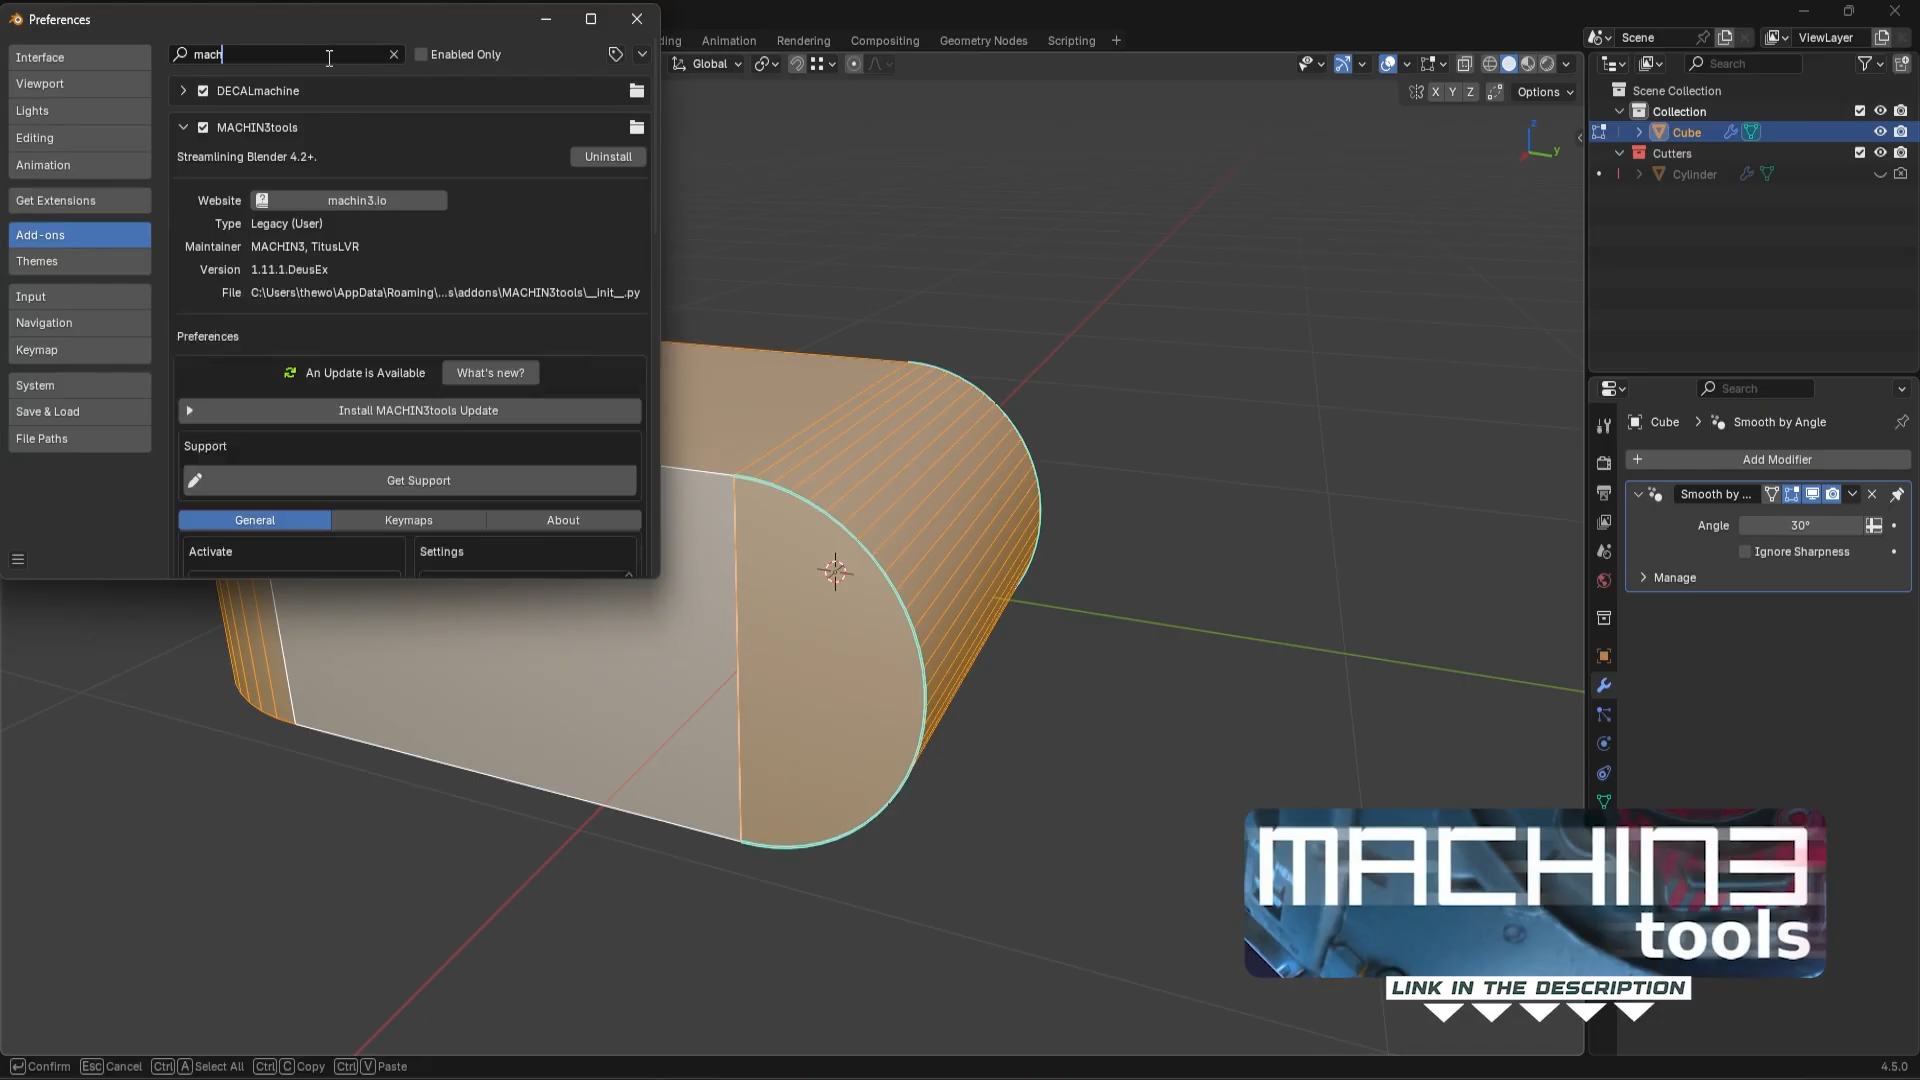 Preferences
Interface
Viewport
Lights
Editing
Animation
Get Extensions
Add-ons
Themes
Input
Navigation
Keymap
System
Save & Load
File Paths
mach
Enabled Only
DECALmachine
MACHIN3tools
Streamlining Blender 4.2+.
Uninstall
Website machin3.io
Type Legacy (User)
Maintainer MACHIN3, TitusLVR
Version 1.11.1.DeusEx
File C:\Users\thewo\AppData\Roaming\...s\addons\MACHIN3tools\__init__.py
Preferences
An Update is Available What's new?
Install MACHIN3tools Update
Support
Get Support
General Keymaps About
Activate Settings
ding Animation Rendering Compositing Geometry Nodes Scripting +
Global
X Y Z Options
z
y
Scene ViewLayer
Search
Scene Collection
Collection
Cube
Cutters
Cylinder
Search
Cube > Smooth by Angle
+ Add Modifier
Smooth by ...
Angle 30°
Ignore Sharpness
Manage
MACHIN3
tools
LINK IN THE DESCRIPTION
Confirm Esc Cancel Ctrl A Select All Ctrl C Copy Ctrl V Paste
4.5.0